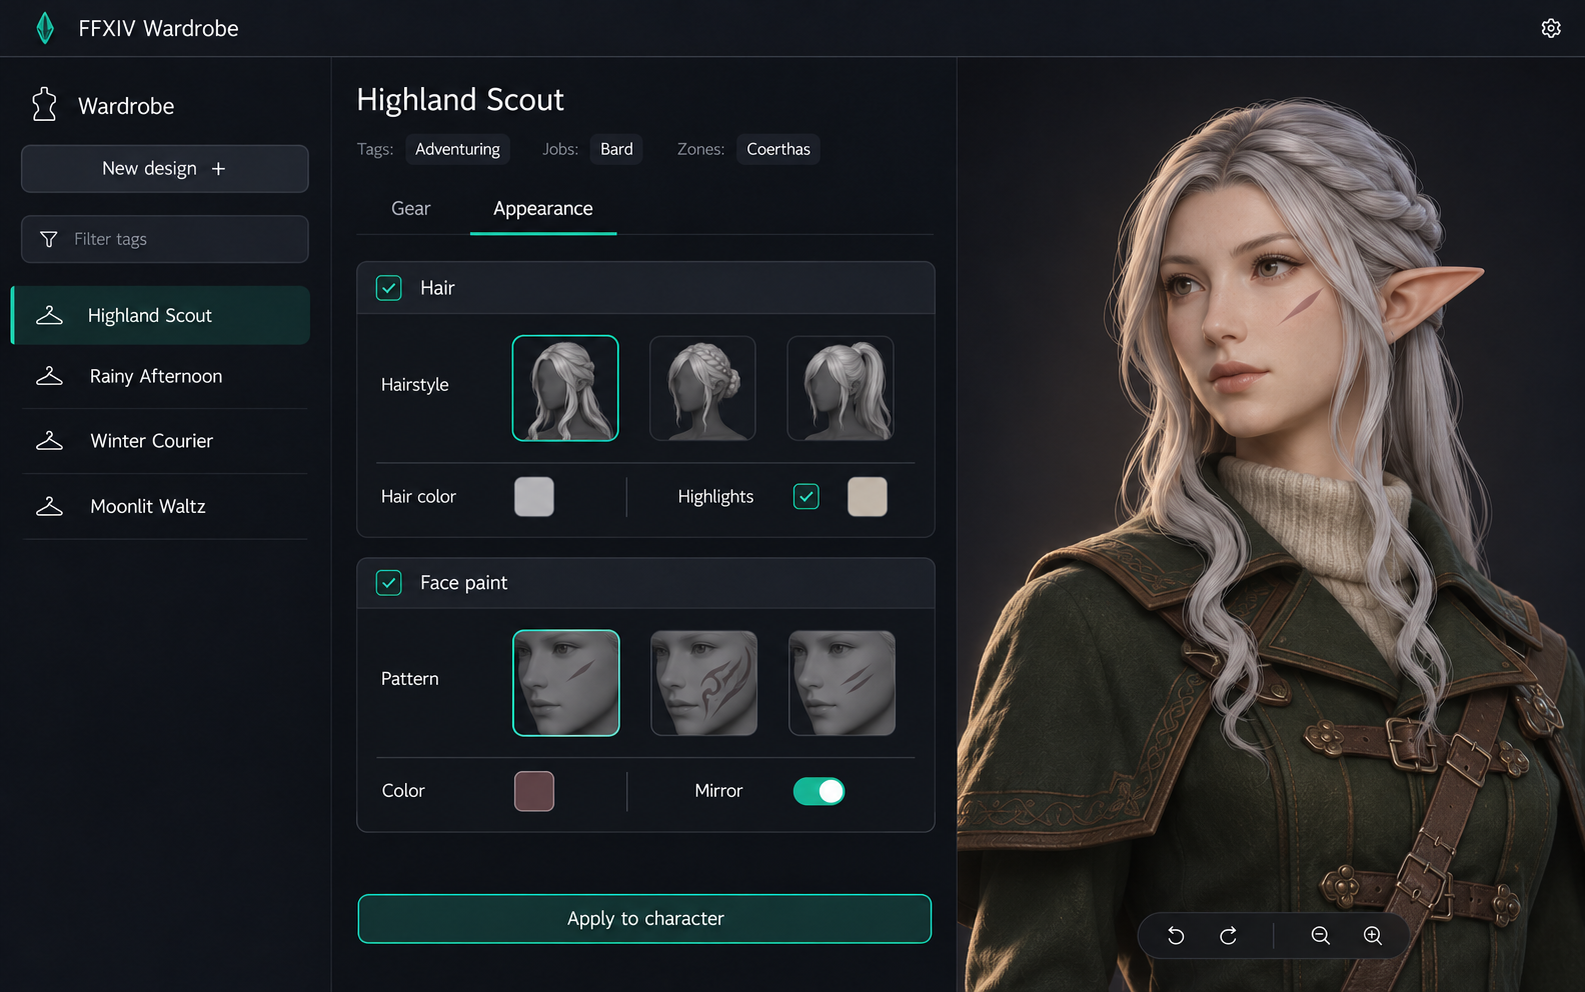 FFXIV Wardrobe
Wardrobe
New design +
Filter tags
Highland Scout
Rainy Afternoon
Winter Courier
Moonlit Waltz
Highland Scout
Tags: Adventuring Jobs: Bard Zones: Coerthas
Gear Appearance
Hair
Hairstyle
Hair color Highlights
Face paint
Pattern
Color Mirror
Apply to character